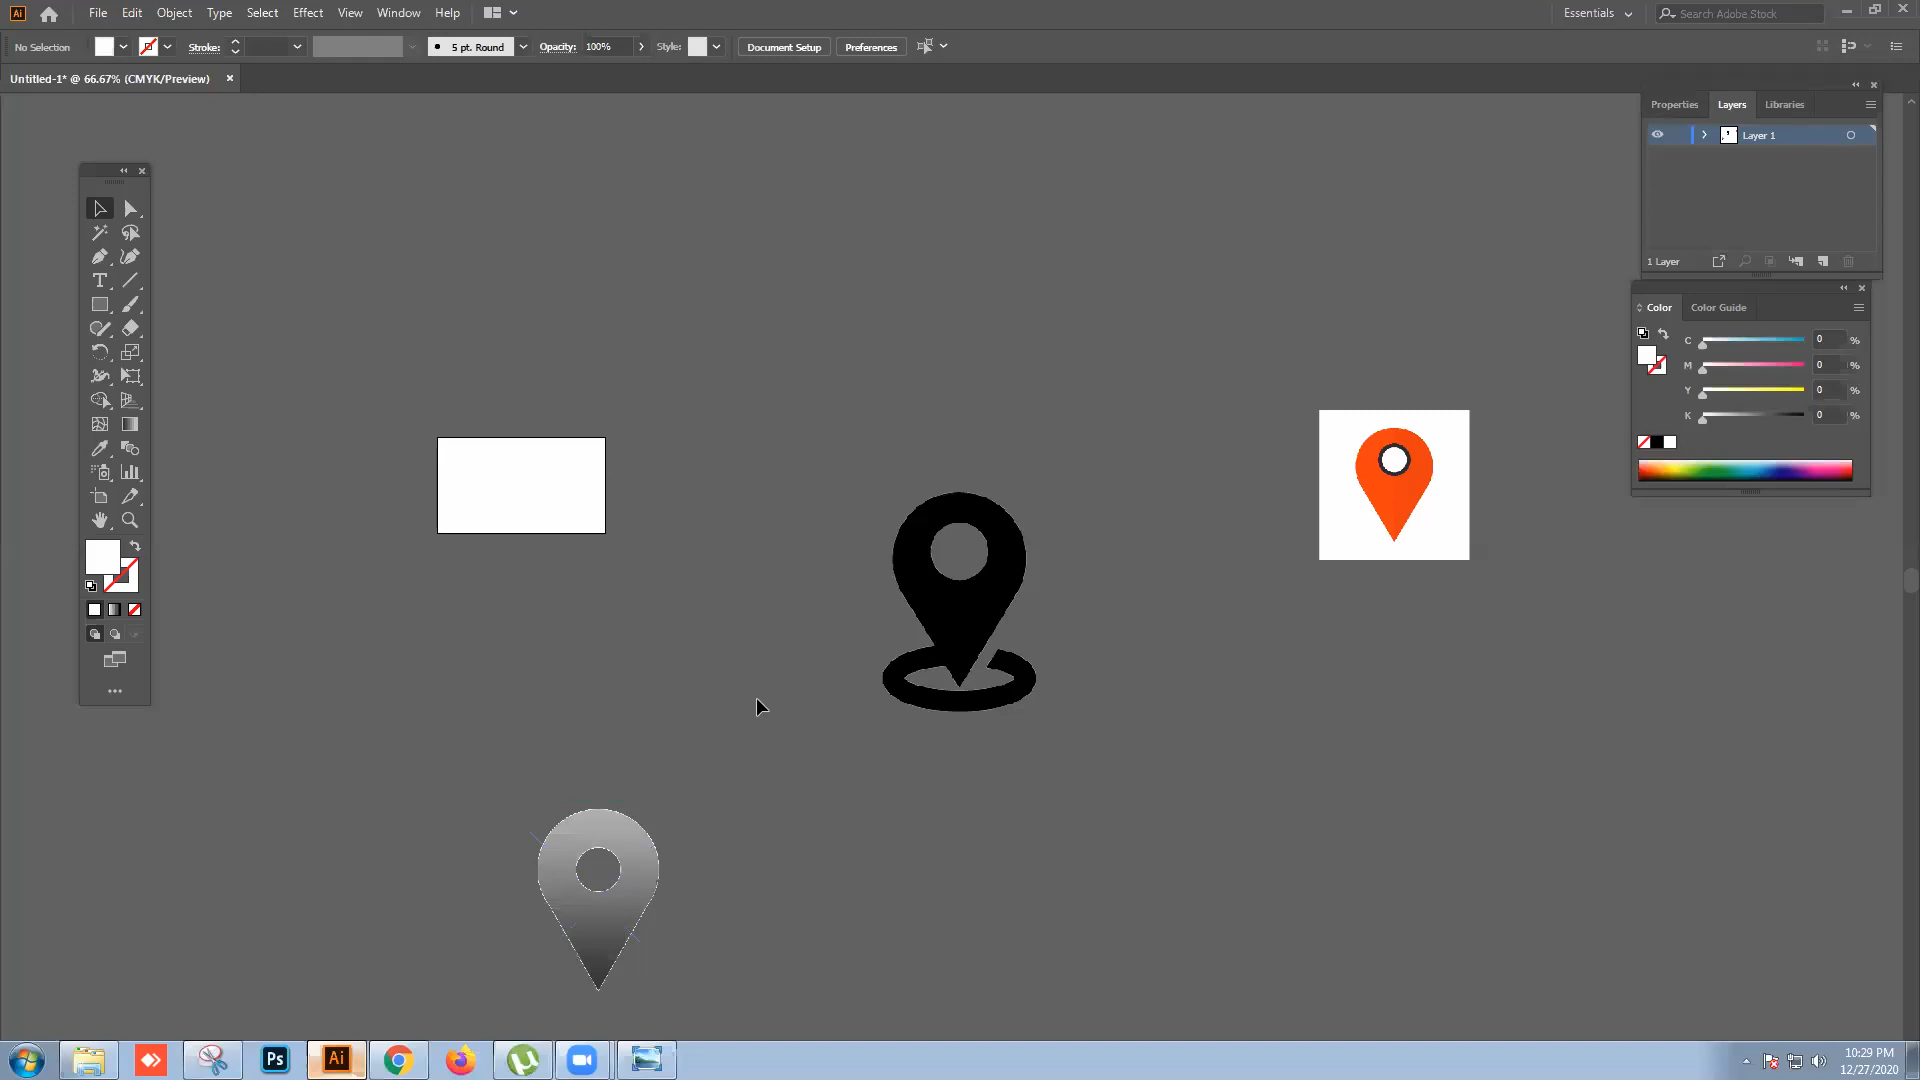 Ai File Edit Object Type Select Effect View Window Help Essentials Search Adobe Stock
No Selection Stroke: 5 pt. Round Opacity: 100% Style: Document Setup Preferences
Untitled-1* @ 66.67% (CMYK/Preview)
Properties Layers Libraries
Layer 1
1 Layer
Color Color Guide
C 0 %
M 0 %
Y 0 %
K 0 %
T
Ps Ai
10:29 PM
12/27/2020